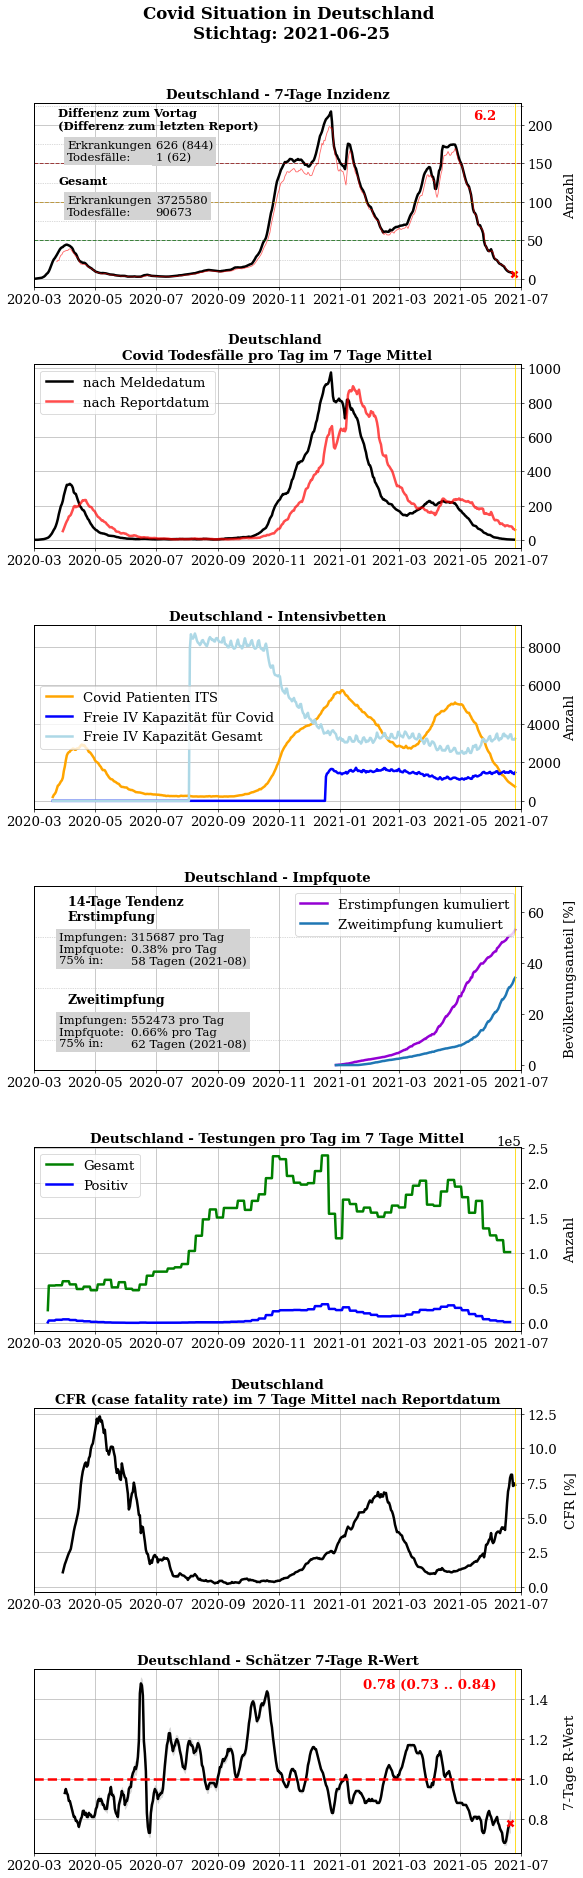 Covid Situation in Deutschland
Stichtag: 2021-06-25
Deutschland - 7-Tage Inzidenz
Differenz zum Vortag
(Differenz zum letzten Report)
Erkrankungen 626 (844)
Todesfälle: 1 (62)
Gesamt
Erkrankungen 3725580
Todesfälle: 90673
6.2
200
150
100
50
0
Anzahl
2020-03 2020-05 2020-07 2020-09 2020-11 2021-01 2021-03 2021-05 2021-07
Deutschland
Covid Todesfälle pro Tag im 7 Tage Mittel
nach Meldedatum
nach Reportdatum
1000
800
600
400
200
0
2020-03 2020-05 2020-07 2020-09 2020-11 2021-01 2021-03 2021-05 2021-07
Deutschland - Intensivbetten
Covid Patienten ITS
Freie IV Kapazität für Covid
Freie IV Kapazität Gesamt
8000
6000
4000
2000
0
Anzahl
2020-03 2020-05 2020-07 2020-09 2020-11 2021-01 2021-03 2021-05 2021-07
Deutschland - Impfquote
14-Tage Tendenz
Erstimpfung
Impfungen: 315687 pro Tag
Impfquote: 0.38% pro Tag
75% in: 58 Tagen (2021-08)
Zweitimpfung
Impfungen: 552473 pro Tag
Impfquote: 0.66% pro Tag
75% in: 62 Tagen (2021-08)
Erstimpfungen kumuliert
Zweitimpfung kumuliert
60
40
20
0
Bevölkerungsanteil [%]
2020-03 2020-05 2020-07 2020-09 2020-11 2021-01 2021-03 2021-05 2021-07
Deutschland - Testungen pro Tag im 7 Tage Mittel
1e5
Gesamt
Positiv
2.5
2.0
1.5
1.0
0.5
0.0
Anzahl
2020-03 2020-05 2020-07 2020-09 2020-11 2021-01 2021-03 2021-05 2021-07
Deutschland
CFR (case fatality rate) im 7 Tage Mittel nach Reportdatum
12.5
10.0
7.5
5.0
2.5
0.0
CFR [%]
2020-03 2020-05 2020-07 2020-09 2020-11 2021-01 2021-03 2021-05 2021-07
Deutschland - Schätzer 7-Tage R-Wert
0.78 (0.73 .. 0.84)
1.4
1.2
1.0
0.8
7-Tage R-Wert
2020-03 2020-05 2020-07 2020-09 2020-11 2021-01 2021-03 2021-05 2021-07